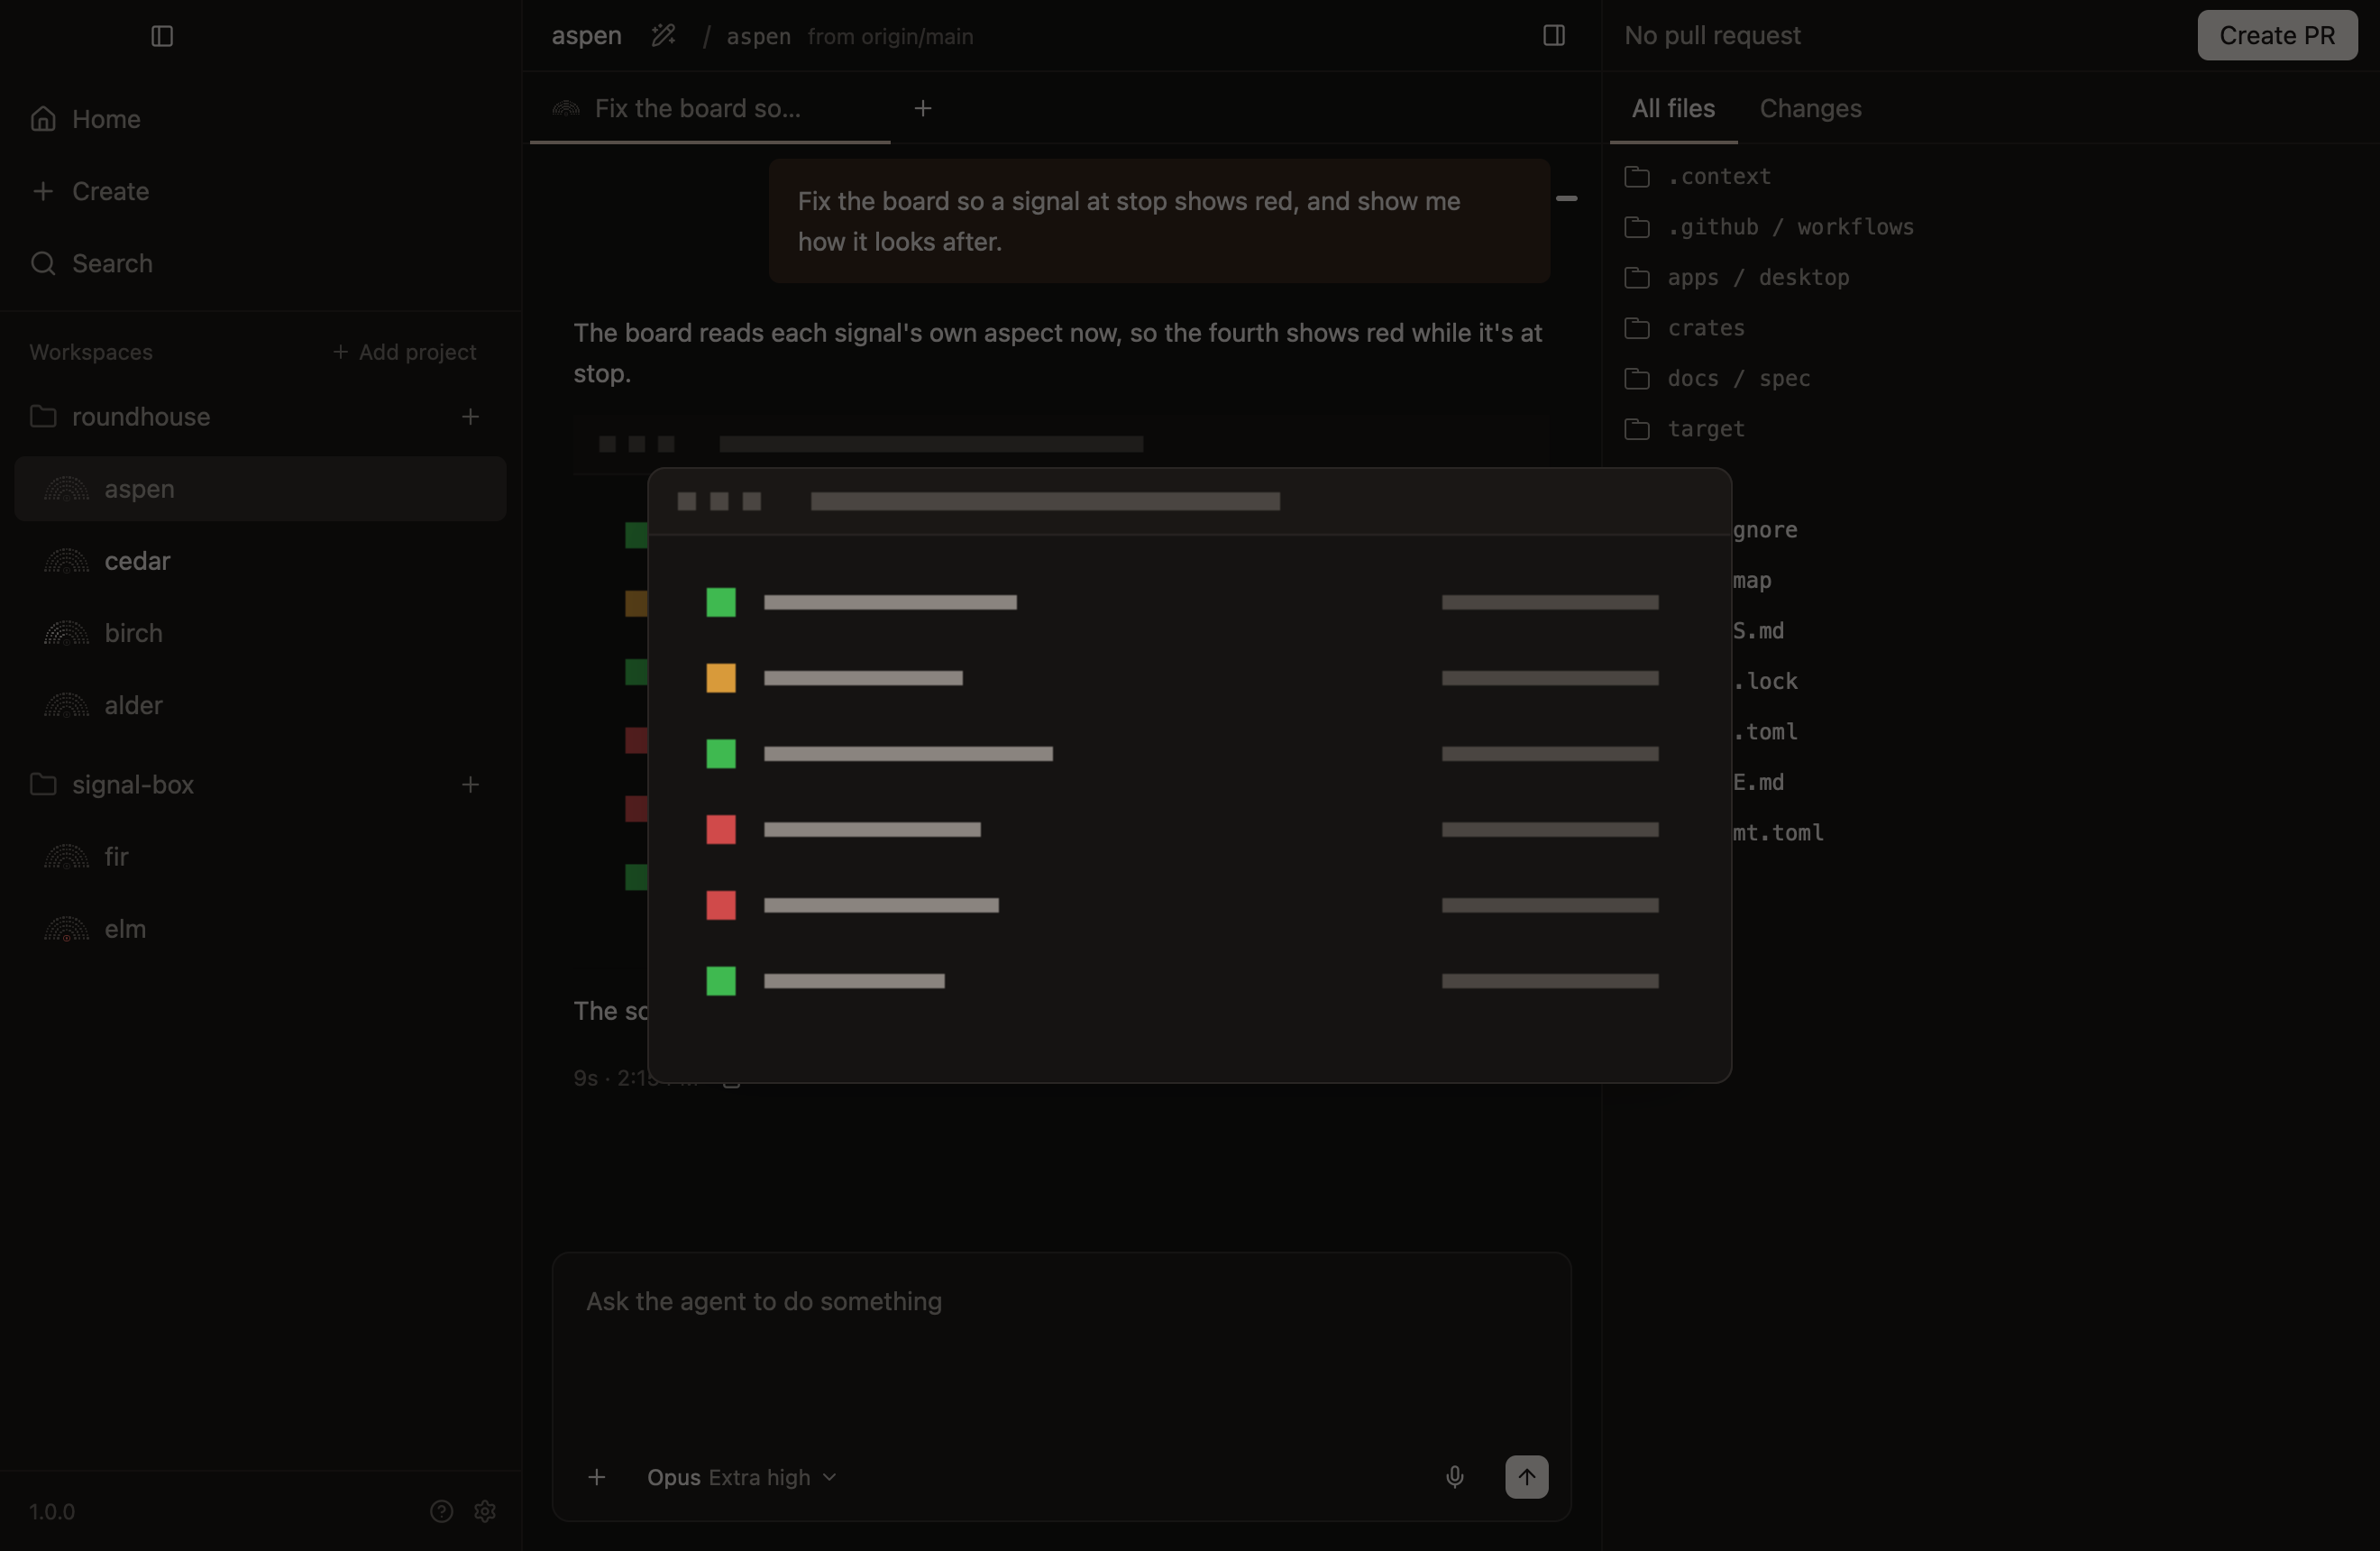 Home
Create
Search
Workspaces
Add project
roundhouse
aspen
cedar
birch
alder
signal-box
fir
elm
1.0.0
aspen / aspen from origin/main
Fix the board so...
Fix the board so a signal at stop shows red, and show me
how it looks after.
The board reads each signal's own aspect now, so the fourth shows red while it's at
stop.
The
9s ·
Ask the agent to do something
Opus Extra high
No pull request
Create PR
All files
Changes
.context
.github / workflows
apps / desktop
crates
docs / spec
target
gnore
map
S.md
.lock
.toml
E.md
mt.toml